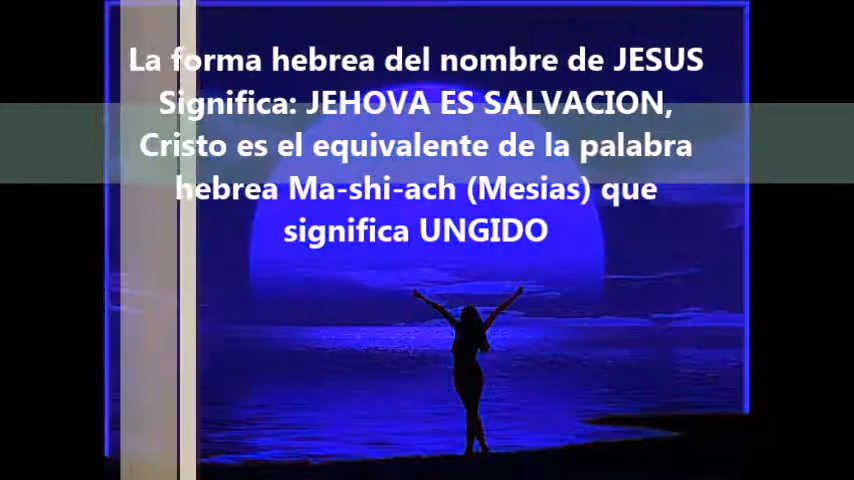 La forma hebrea del nombre de JESUS
Significa: JEHOVA ES SALVACION,
Cristo es el equivalente de la palabra
hebrea Ma-shi-ach (Mesias) que
significa UNGIDO